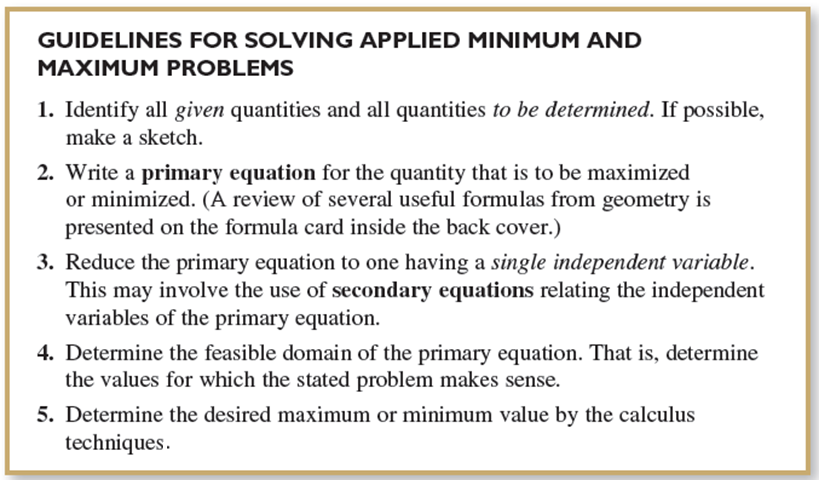 GUIDELINES FOR SOLVING APPLIED MINIMUM AND
MAXIMUM PROBLEMS
1. Identify all given quantities and all quantities to be determined. If possible,
make a sketch.
2. Write a primary equation for the quantity that is to be maximized
or minimized. (A review of several useful formulas from geometry is
presented on the formula card inside the back cover.)
3. Reduce the primary equation to one having a single independent variable.
This may involve the use of secondary equations relating the independent
variables of the primary equation.
4. Determine the feasible domain of the primary equation. That is, determine
the values for which the stated problem makes sense.
5. Determine the desired maximum or minimum value by the calculus
techniques.